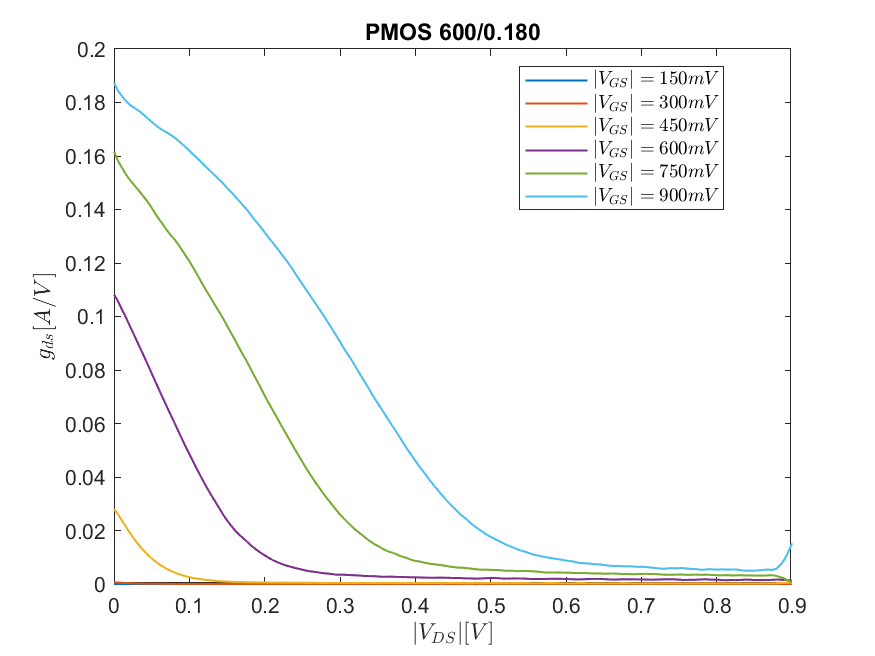 PMOS 600/0.180
0.2
0.18
0.16
0.14
0.12
0.1
0.08
0.06
0.04
0.02
0
g_{ds}[A/V]
|V_{GS}| = 150mV
|V_{GS}| = 300mV
|V_{GS}| = 450mV
|V_{GS}| = 600mV
|V_{GS}| = 750mV
|V_{GS}| = 900mV
0 0.1 0.2 0.3 0.4 0.5 0.6 0.7 0.8 0.9
|V_{DS}|[V]